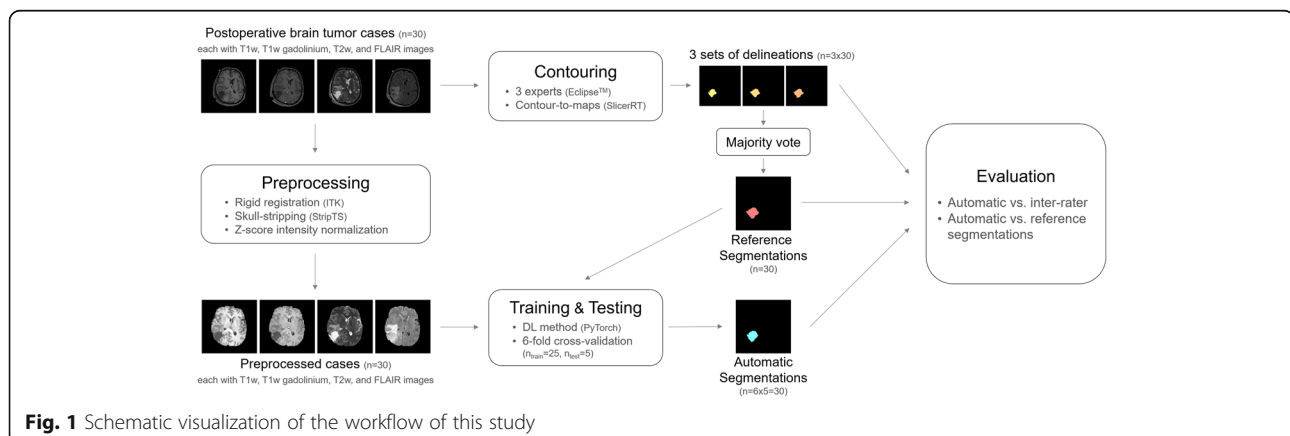 Postoperative brain tumor cases (n=30)
each with T1w, T1w gadolinium, T2w, and FLAIR images
Contouring
• 3 experts (Eclipse™)
• Contour-to-maps (SlicerRT)
3 sets of delineations (n=3x30)
Majority vote
Preprocessing
• Rigid registration (ITK)
• Skull-stripping (StripTS)
• Z-score intensity normalization
Reference
Segmentations
(n=30)
Evaluation
• Automatic vs. inter-rater
• Automatic vs. reference
segmentations
Preprocessed cases (n=30)
each with T1w, T1w gadolinium, T2w, and FLAIR images
Training & Testing
• DL method (PyTorch)
• 6-fold cross-validation
(ntrain=25, ntest=5)
Automatic
Segmentations
(n=6x5=30)
Fig. 1 Schematic visualization of the workflow of this study